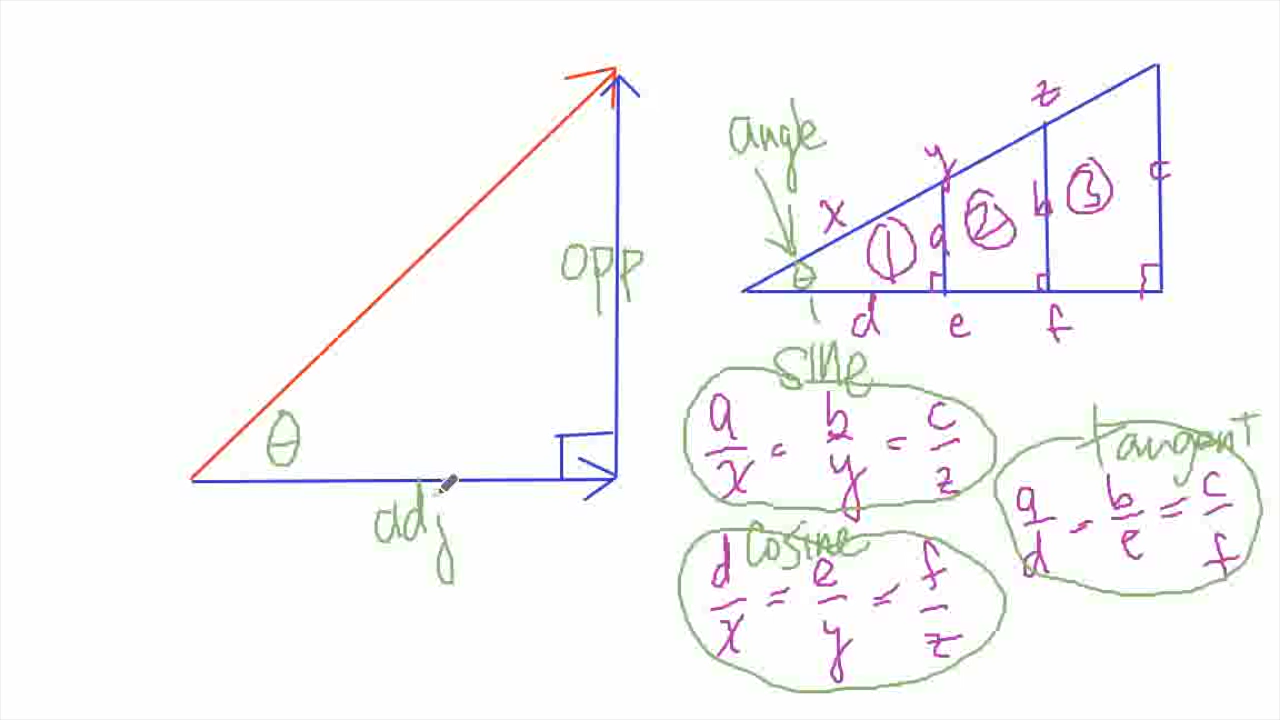 θ
opp
adj
angle
θ
x
y
z
a
b
c
d
e
f
①
②
③
sine
a/x = b/y = c/z
cosine
d/x = e/y = f/z
tangent
a/d = b/e = c/f